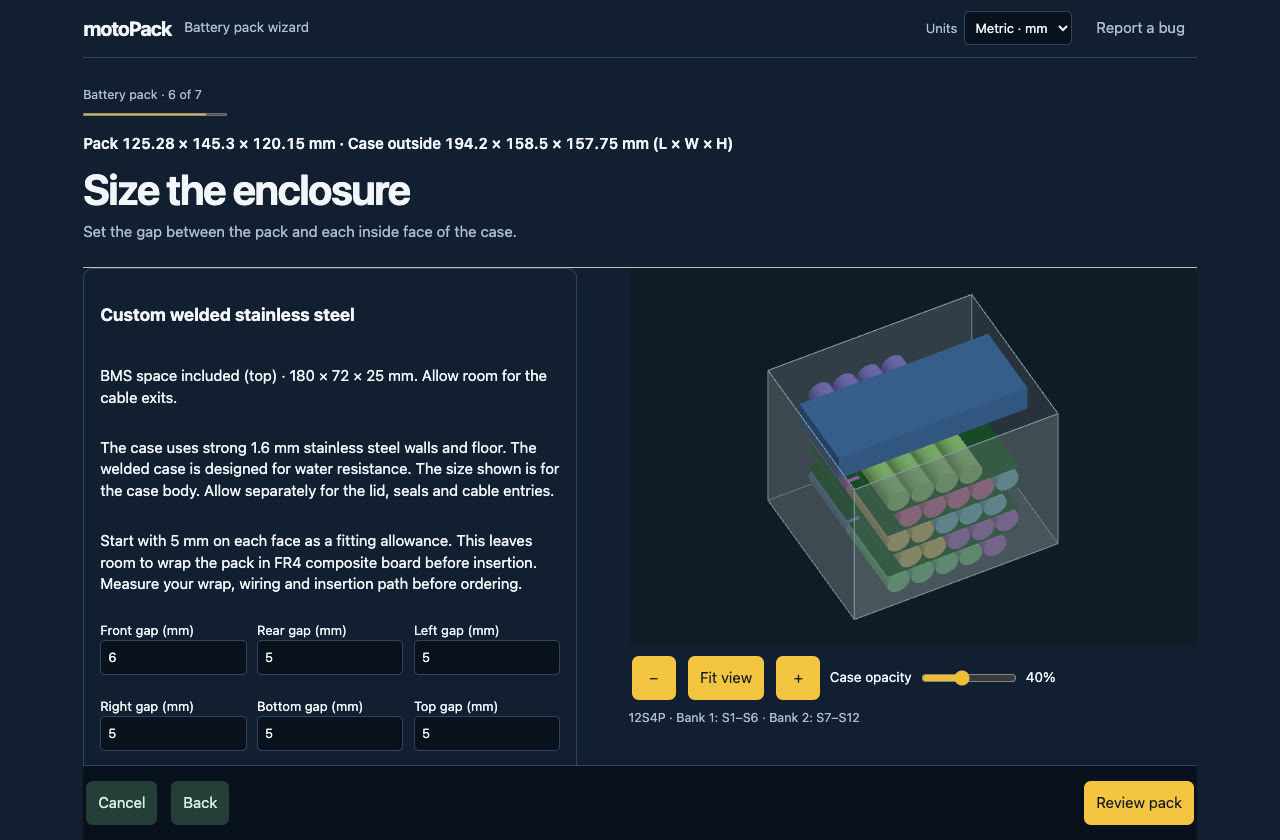 motoPack Battery pack wizard Units Metric · mm Report a bug
Battery pack · 6 of 7
Pack 125.28 × 145.3 × 120.15 mm · Case outside 194.2 × 158.5 × 157.75 mm (L × W × H)
Size the enclosure
Set the gap between the pack and each inside face of the case.
Custom welded stainless steel
BMS space included (top) · 180 × 72 × 25 mm. Allow room for the
cable exits.
The case uses strong 1.6 mm stainless steel walls and floor. The
welded case is designed for water resistance. The size shown is for
the case body. Allow separately for the lid, seals and cable entries.
Start with 5 mm on each face as a fitting allowance. This leaves
room to wrap the pack in FR4 composite board before insertion.
Measure your wrap, wiring and insertion path before ordering.
Front gap (mm) Rear gap (mm) Left gap (mm)
6 5 5
Right gap (mm) Bottom gap (mm) Top gap (mm)
5 5 5
− Fit view + Case opacity 40%
12S4P · Bank 1: S1–S6 · Bank 2: S7–S12
Cancel Back Review pack